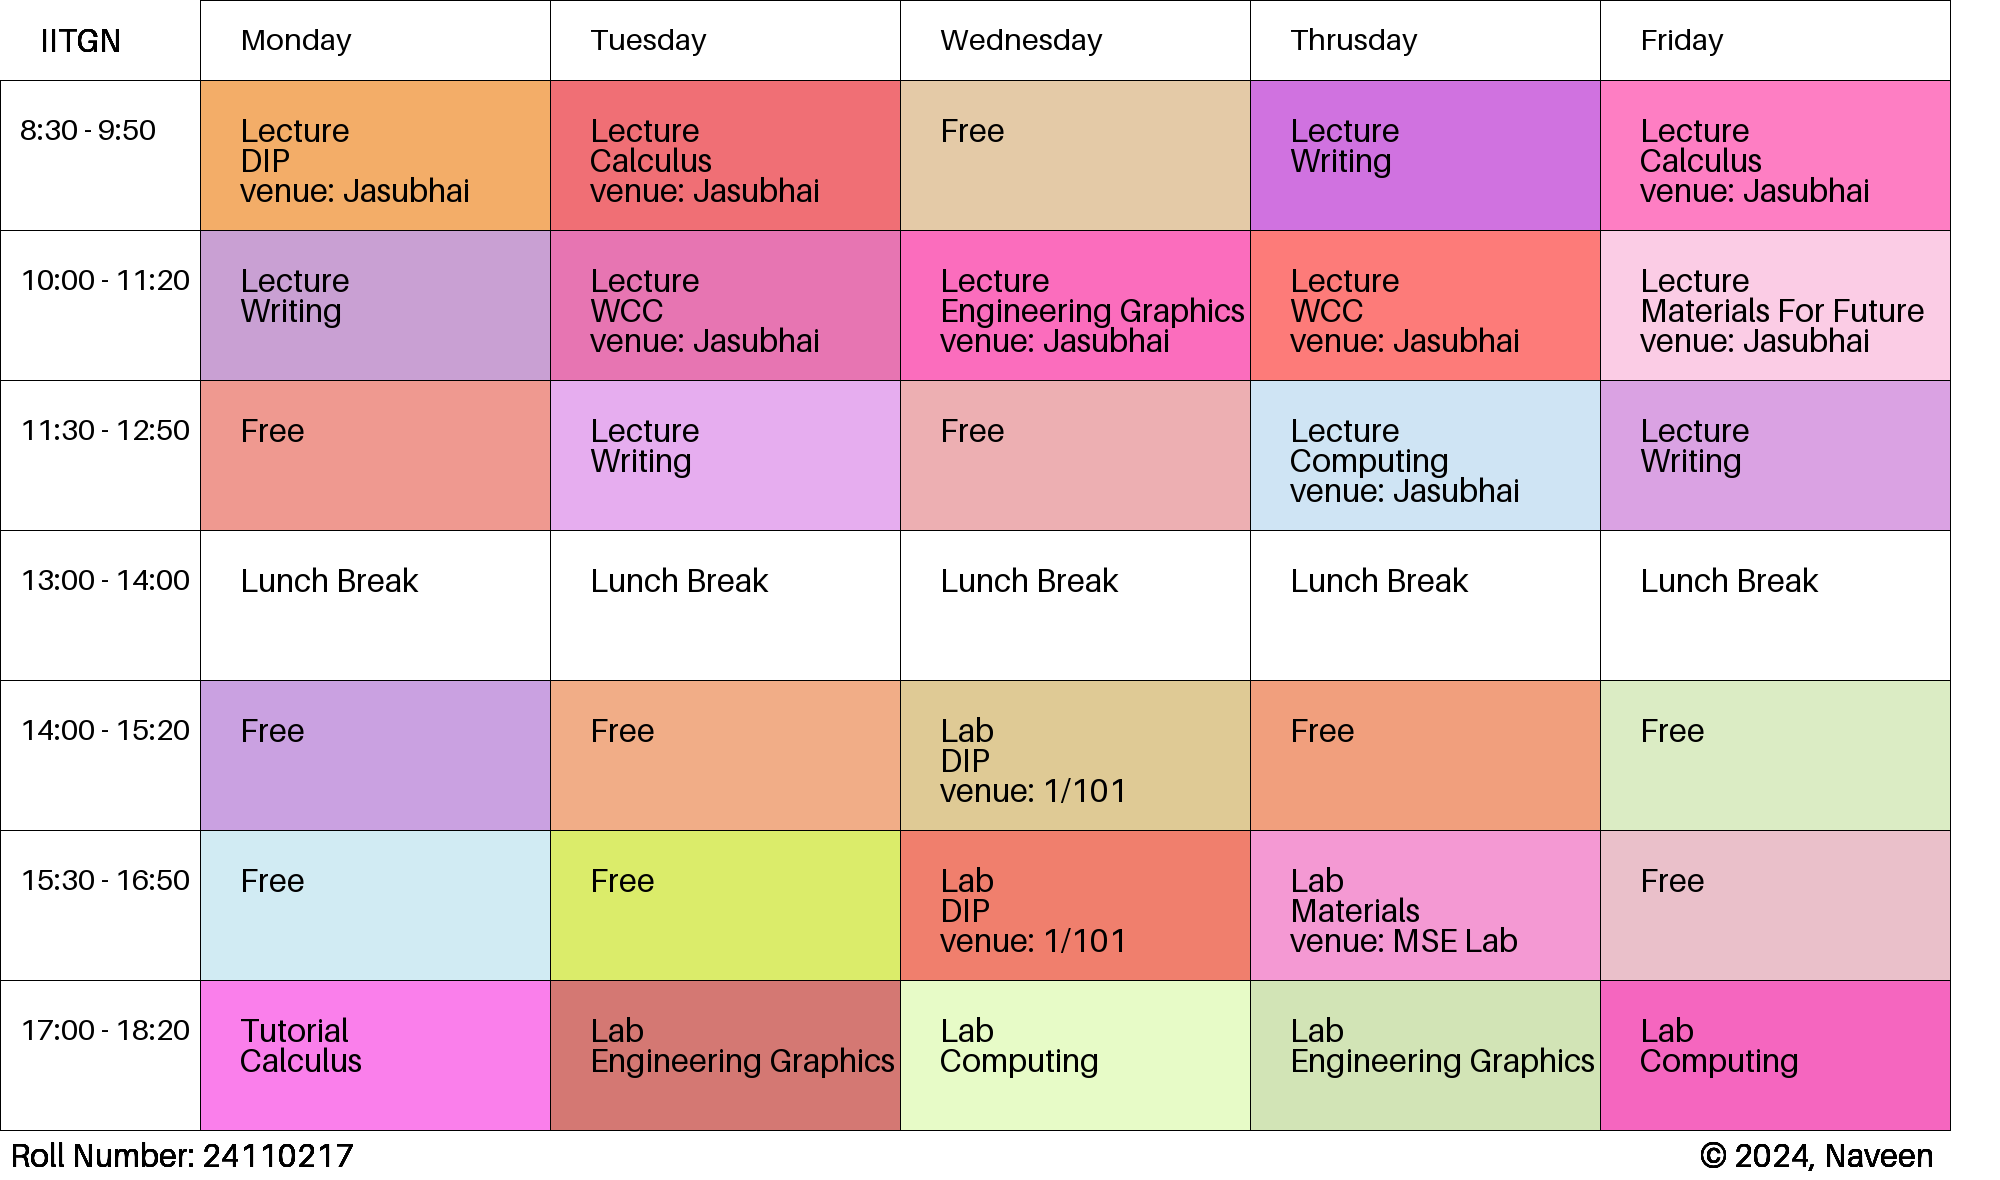 IITGN
Monday
Tuesday
Wednesday
Thrusday
Friday
8:30 - 9:50
Lecture
DIP
venue: Jasubhai
Lecture
Calculus
venue: Jasubhai
Free
Lecture
Writing
Lecture
Calculus
venue: Jasubhai
10:00 - 11:20
Lecture
Writing
Lecture
WCC
venue: Jasubhai
Lecture
Engineering Graphics
venue: Jasubhai
Lecture
WCC
venue: Jasubhai
Lecture
Materials For Future
venue: Jasubhai
11:30 - 12:50
Free
Lecture
Writing
Free
Lecture
Computing
venue: Jasubhai
Lecture
Writing
13:00 - 14:00
Lunch Break
Lunch Break
Lunch Break
Lunch Break
Lunch Break
14:00 - 15:20
Free
Free
Lab
DIP
venue: 1/101
Free
Free
15:30 - 16:50
Free
Free
Lab
DIP
venue: 1/101
Lab
Materials
venue: MSE Lab
Free
17:00 - 18:20
Tutorial
Calculus
Lab
Engineering Graphics
Lab
Computing
Lab
Engineering Graphics
Lab
Computing
Roll Number: 24110217
© 2024, Naveen